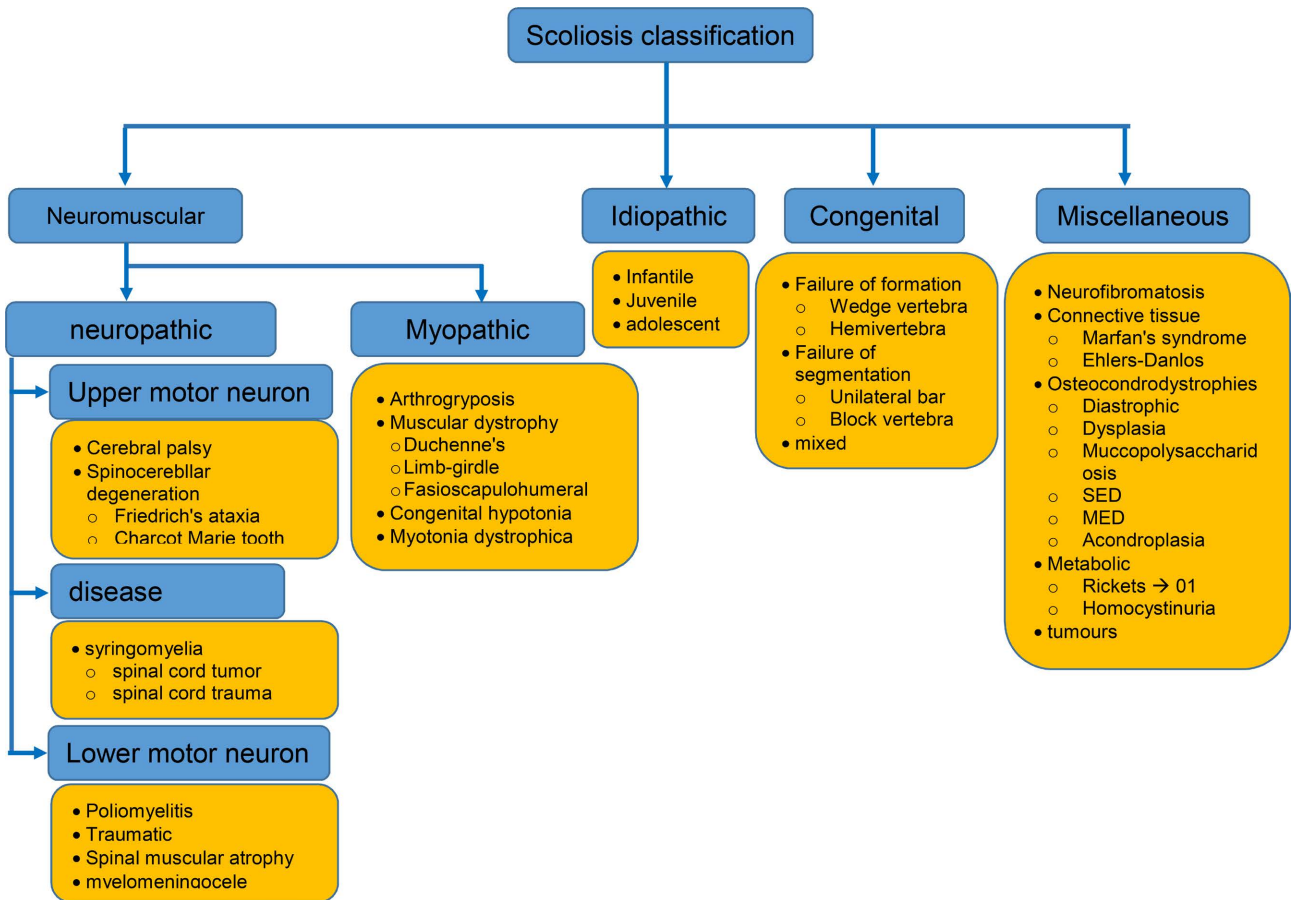 Scoliosis classification
Neuromuscular
Idiopathic
Congenital
Miscellaneous
neuropathic
Myopathic
Upper motor neuron
• Cerebral palsy
• Spinocerebllar
degeneration
o Friedrich's ataxia
o Charcot Marie tooth
disease
• syringomyelia
o spinal cord tumor
o spinal cord trauma
Lower motor neuron
• Poliomyelitis
• Traumatic
• Spinal muscular atrophy
• myelomeningocele
• Arthrogryposis
• Muscular dystrophy
o Duchenne's
o Limb-girdle
o Fasioscapulohumeral
• Congenital hypotonia
• Myotonia dystrophica
• Infantile
• Juvenile
• adolescent
• Failure of formation
o Wedge vertebra
o Hemivertebra
• Failure of
segmentation
o Unilateral bar
o Block vertebra
• mixed
• Neurofibromatosis
• Connective tissue
o Marfan's syndrome
o Ehlers-Danlos
• Osteocondrodystrophies
o Diastrophic
o Dysplasia
o Muccopolysaccharid
osis
o SED
o MED
o Acondroplasia
• Metabolic
o Rickets → 01
o Homocystinuria
• tumours